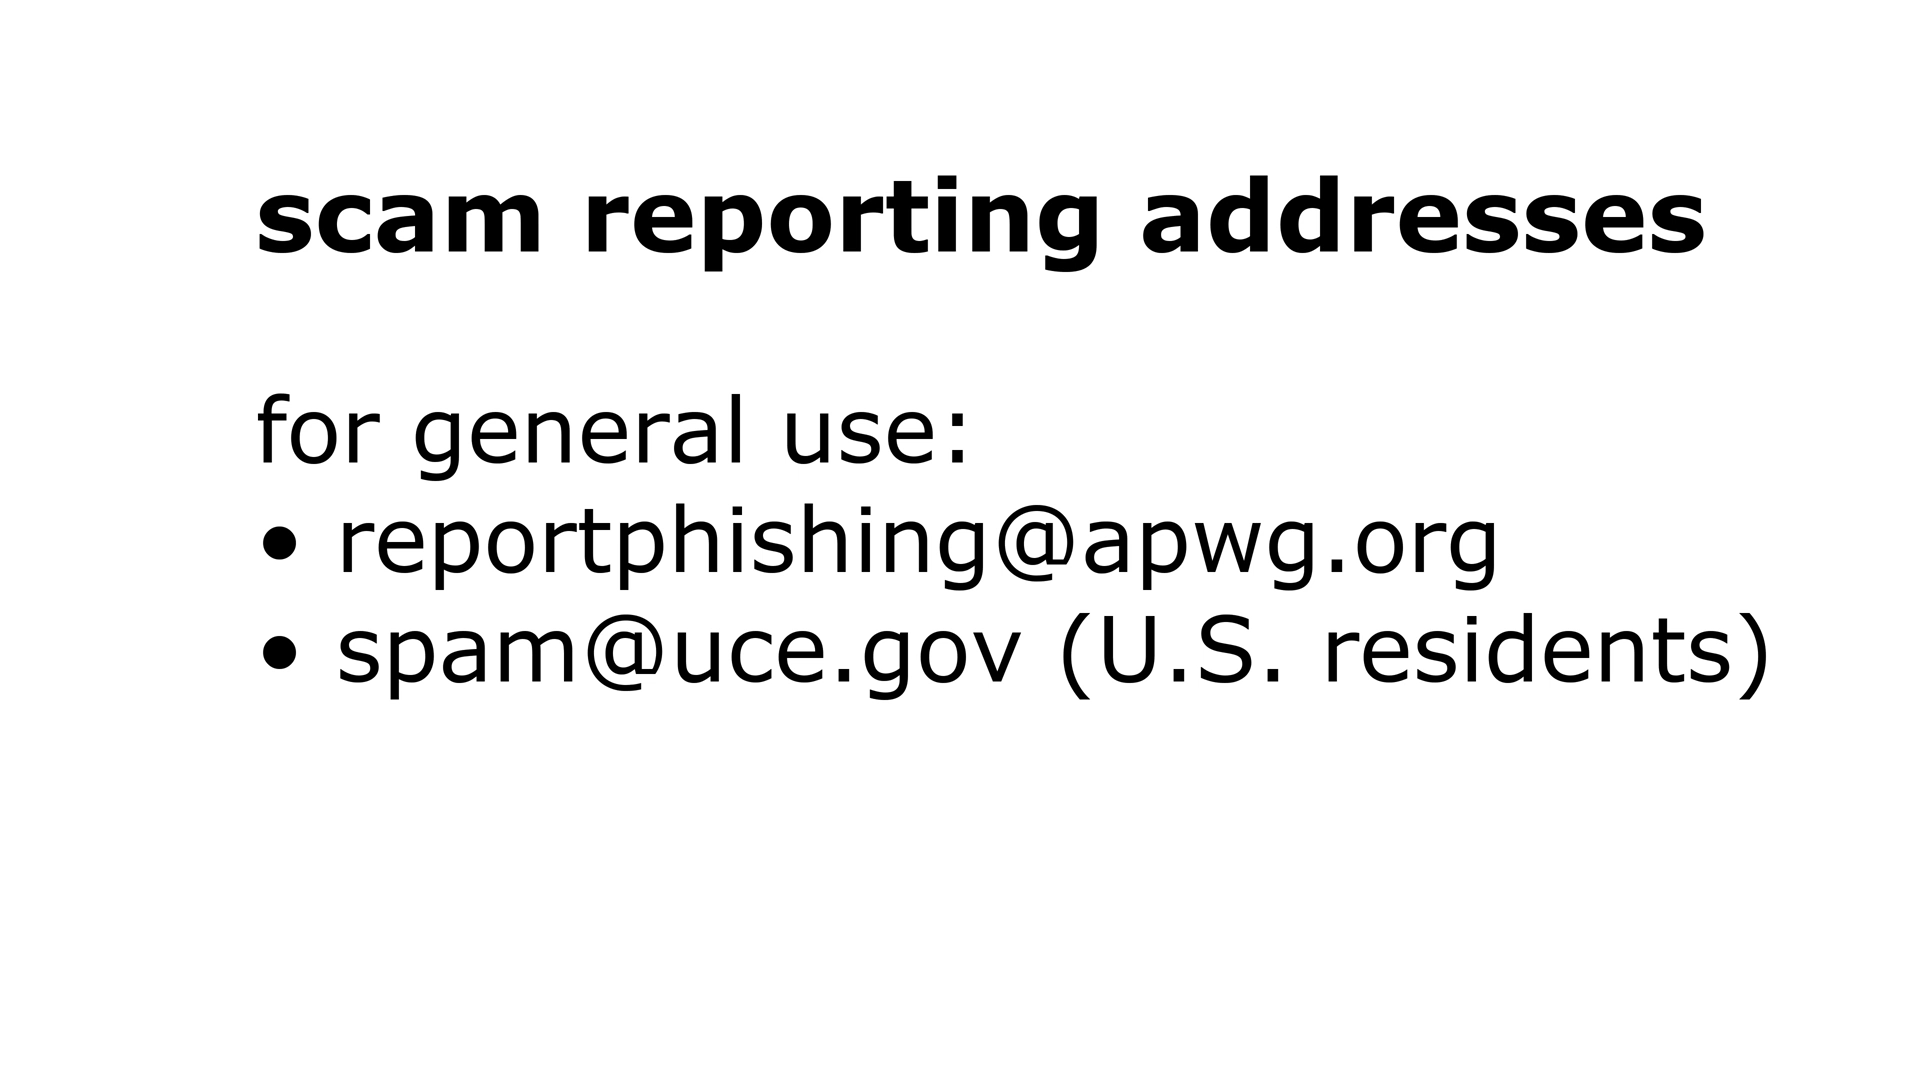 scam reporting addresses
for general use:
• reportphishing@apwg.org
• spam@uce.gov (U.S. residents)